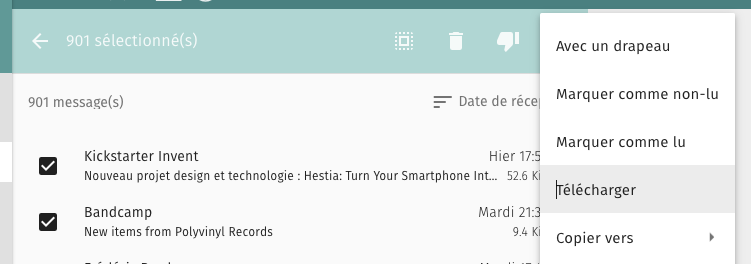 901 sélectionné(s)
901 message(s)
Date de récep
Kickstarter Invent
Hier 17:5
Nouveau projet design et technologie : Hestia: Turn Your Smartphone Int...
52.6 Ki
Bandcamp
Mardi 21:3
New items from Polyvinyl Records
9.4 Ki
Avec un drapeau
Marquer comme non-lu
Marquer comme lu
Télécharger
Copier vers